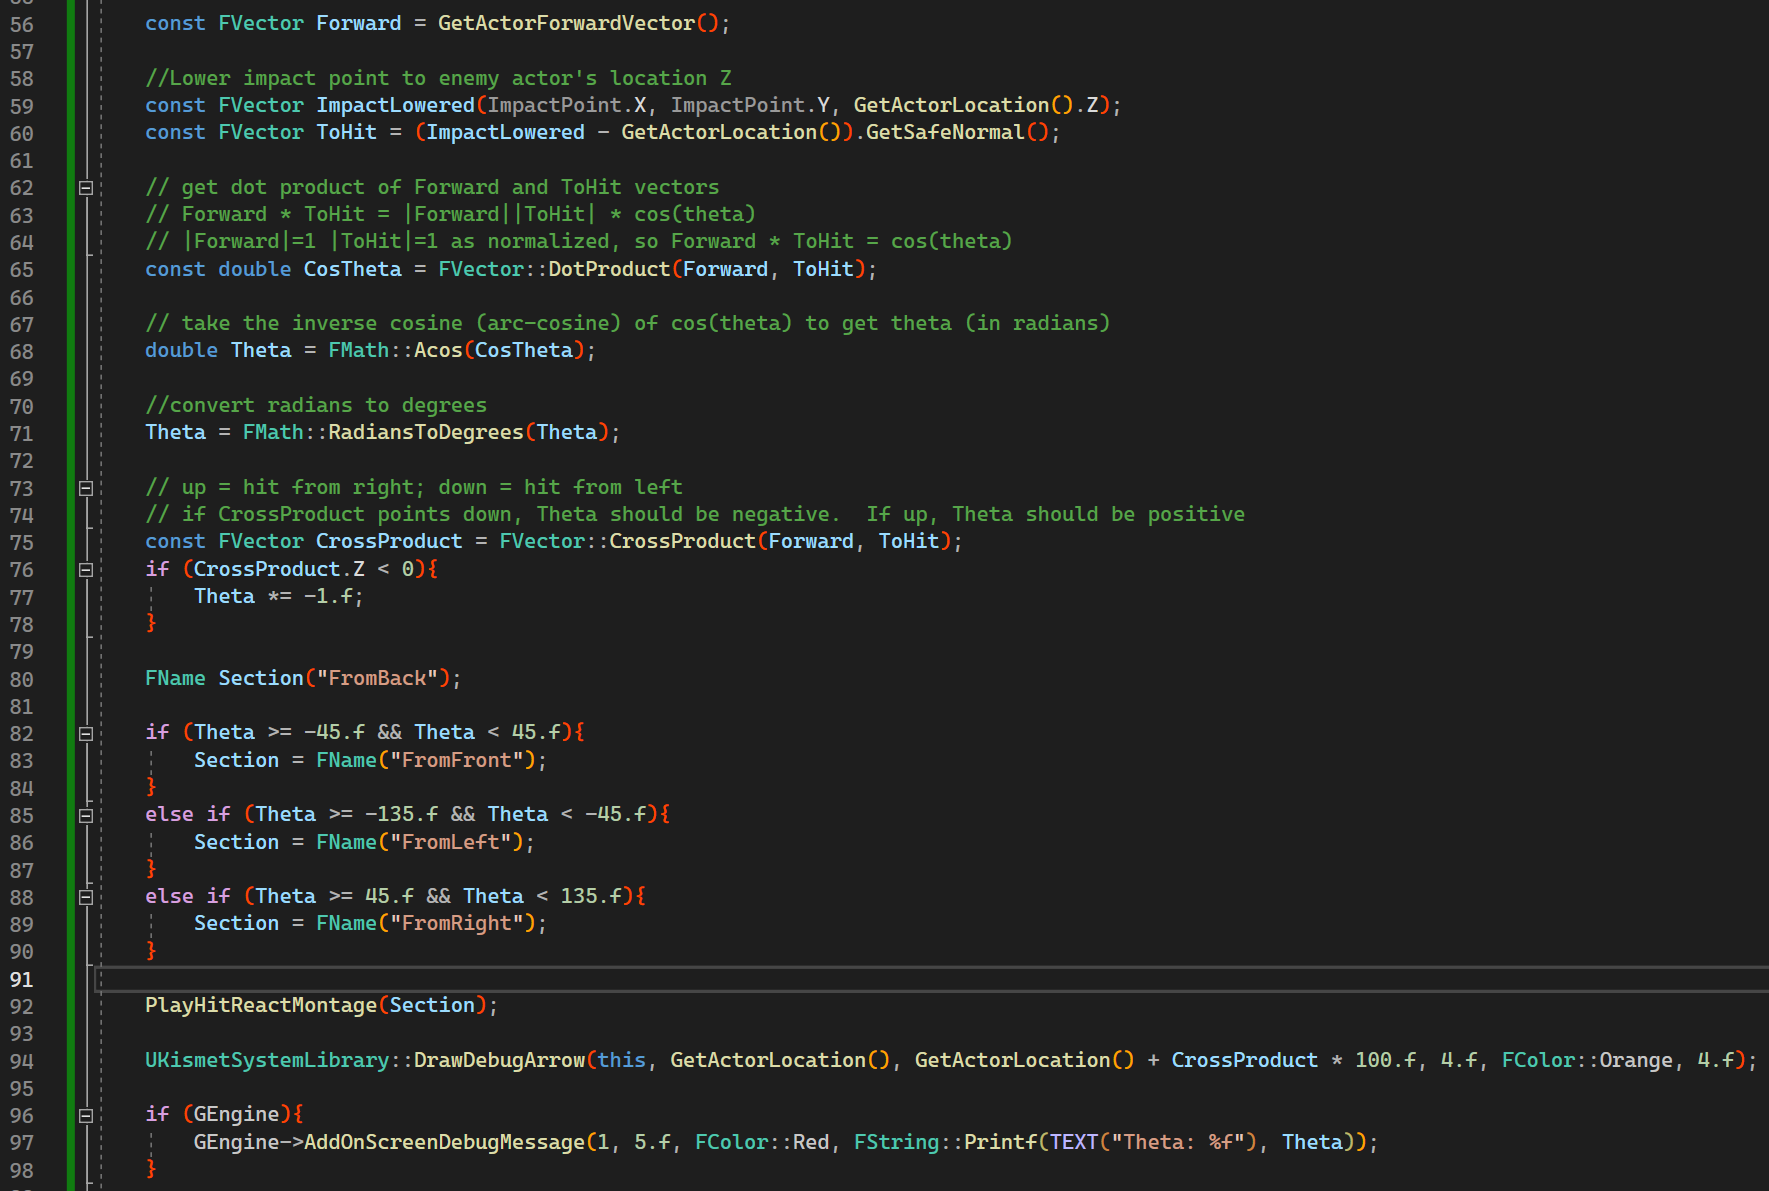 56 const FVector Forward = GetActorForwardVector();
57
58 //Lower impact point to enemy actor's location Z
59 const FVector ImpactLowered(ImpactPoint.X, ImpactPoint.Y, GetActorLocation().Z);
60 const FVector ToHit = (ImpactLowered - GetActorLocation()).GetSafeNormal();
61
62 // get dot product of Forward and ToHit vectors
63 // Forward * ToHit = |Forward||ToHit| * cos(theta)
64 // |Forward|=1 |ToHit|=1 as normalized, so Forward * ToHit = cos(theta)
65 const double CosTheta = FVector::DotProduct(Forward, ToHit);
66
67 // take the inverse cosine (arc-cosine) of cos(theta) to get theta (in radians)
68 double Theta = FMath::Acos(CosTheta);
69
70 //convert radians to degrees
71 Theta = FMath::RadiansToDegrees(Theta);
72
73 // up = hit from right; down = hit from left
74 // if CrossProduct points down, Theta should be negative.  If up, Theta should be positive
75 const FVector CrossProduct = FVector::CrossProduct(Forward, ToHit);
76 if (CrossProduct.Z < 0){
77     Theta *= -1.f;
78 }
79
80 FName Section("FromBack");
81
82 if (Theta >= -45.f && Theta < 45.f){
83     Section = FName("FromFront");
84 }
85 else if (Theta >= -135.f && Theta < -45.f){
86     Section = FName("FromLeft");
87 }
88 else if (Theta >= 45.f && Theta < 135.f){
89     Section = FName("FromRight");
90 }
91
92 PlayHitReactMontage(Section);
93
94 UKismetSystemLibrary::DrawDebugArrow(this, GetActorLocation(), GetActorLocation() + CrossProduct * 100.f, 4.f, FColor::Orange, 4.f);
95
96 if (GEngine){
97     GEngine->AddOnScreenDebugMessage(1, 5.f, FColor::Red, FString::Printf(TEXT("Theta: %f"), Theta));
98 }